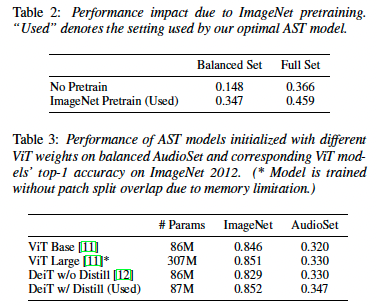 Table 2: Performance impact due to ImageNet pretraining.
“Used” denotes the setting used by our optimal AST model.
Balanced Set Full Set
No Pretrain 0.148 0.366
ImageNet Pretrain (Used) 0.347 0.459
Table 3: Performance of AST models initialized with different
ViT weights on balanced AudioSet and corresponding ViT mod-
els’ top-1 accuracy on ImageNet 2012. (* Model is trained
without patch split overlap due to memory limitation.)
# Params ImageNet AudioSet
ViT Base [11] 86M 0.846 0.320
ViT Large [11]* 307M 0.851 0.330
DeiT w/o Distill [12] 86M 0.829 0.330
DeiT w/ Distill (Used) 87M 0.852 0.347